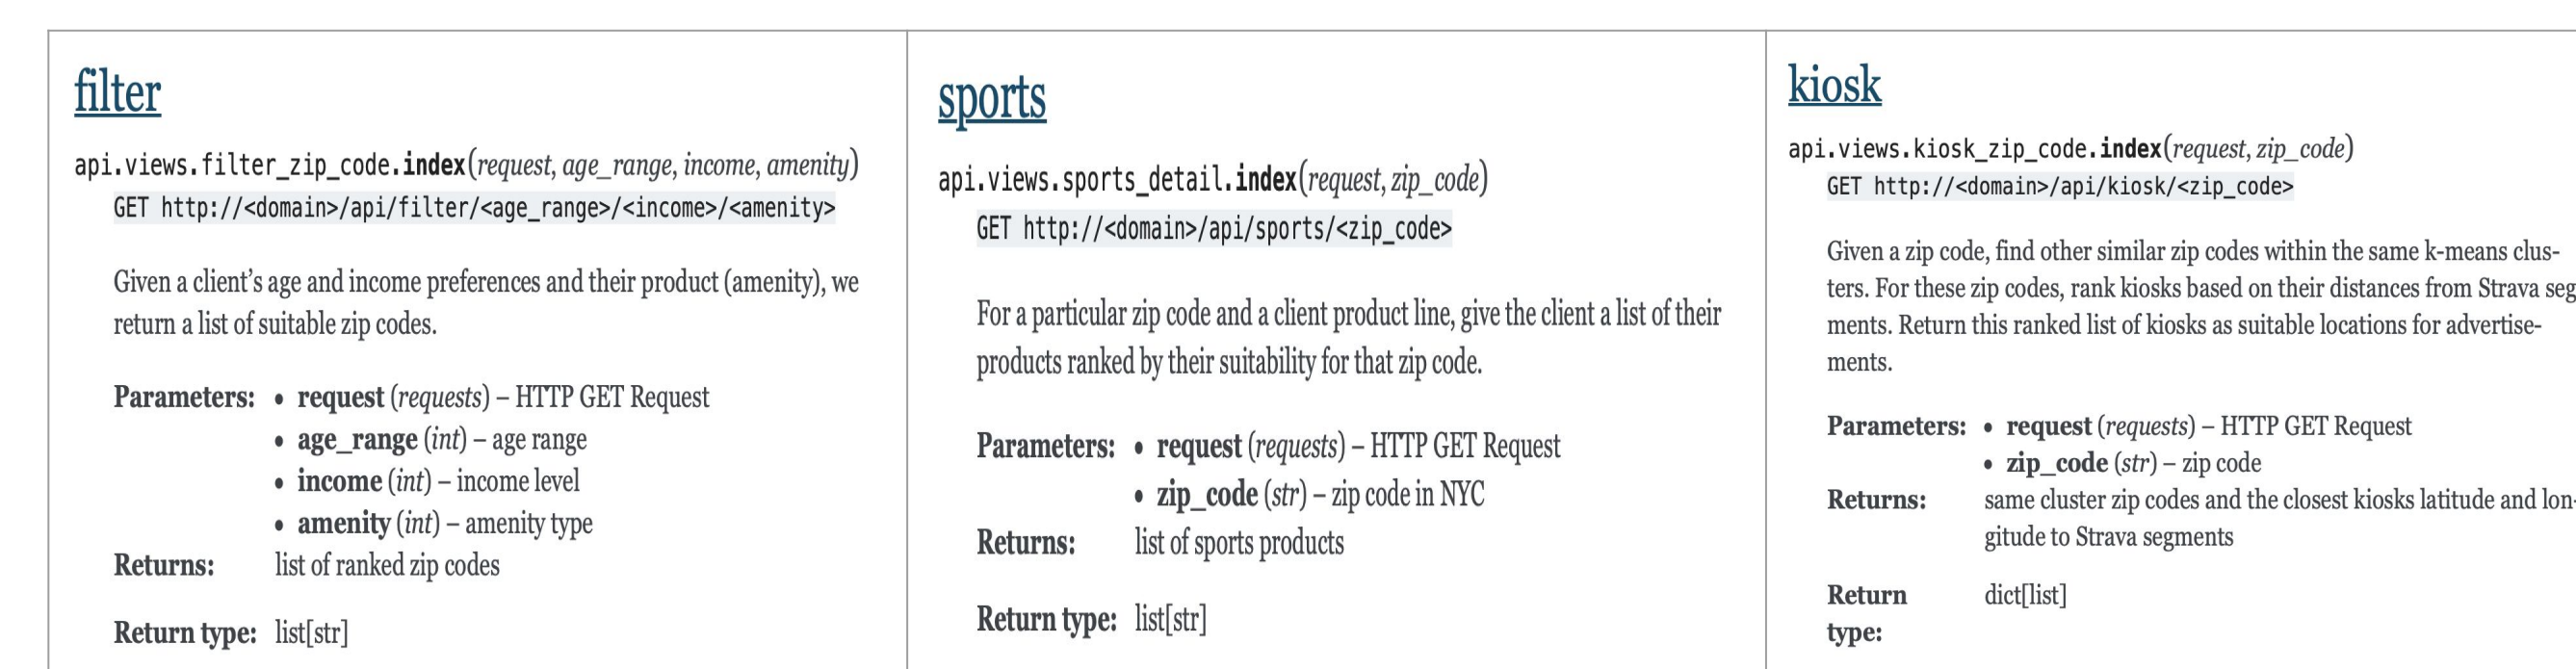 filter
api.views.filter_zip_code.index(request, age_range, income, amenity)
GET http://<domain>/api/filter/<age_range>/<income>/<amenity>
Given a client's age and income preferences and their product (amenity), we
return a list of suitable zip codes.
Parameters: • request (requests) – HTTP GET Request
• age_range (int) – age range
• income (int) – income level
• amenity (int) – amenity type
Returns: list of ranked zip codes
Return type: list[str]
sports
api.views.sports_detail.index(request, zip_code)
GET http://<domain>/api/sports/<zip_code>
For a particular zip code and a client product line, give the client a list of their
products ranked by their suitability for that zip code.
Parameters: • request (requests) – HTTP GET Request
• zip_code (str) – zip code in NYC
Returns: list of sports products
Return type: list[str]
kiosk
api.views.kiosk_zip_code.index(request, zip_code)
GET http://<domain>/api/kiosk/<zip_code>
Given a zip code, find other similar zip codes within the same k-means clus-
ters. For these zip codes, rank kiosks based on their distances from Strava seg
ments. Return this ranked list of kiosks as suitable locations for advertise-
ments.
Parameters: • request (requests) – HTTP GET Request
• zip_code (str) – zip code
Returns: same cluster zip codes and the closest kiosks latitude and lon-
gitude to Strava segments
Return dict[list]
type: